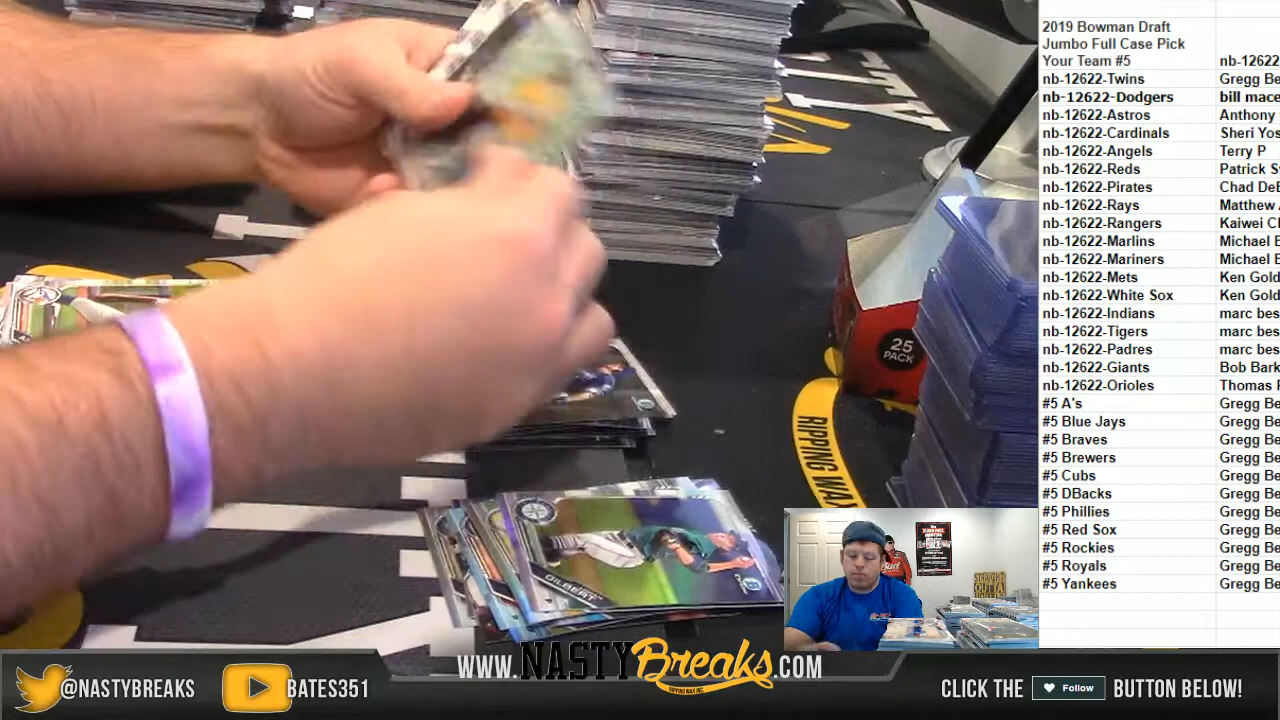 2019 Bowman Draft
Jumbo Full Case Pick
Your Team #5 nb-12622
nb-12622-Twins Gregg Be
nb-12622-Dodgers bill mace
nb-12622-Astros Anthony
nb-12622-Cardinals Sheri Yos
nb-12622-Angels Terry P
nb-12622-Reds Patrick S
nb-12622-Pirates Chad DeB
nb-12622-Rays Matthew
nb-12622-Rangers Kaiwei C
nb-12622-Marlins Michael E
nb-12622-Mariners Michael E
nb-12622-Mets Ken Gold
nb-12622-White Sox Ken Gold
nb-12622-Indians marc bes
nb-12622-Tigers marc bes
nb-12622-Padres marc bes
nb-12622-Giants Bob Bark
nb-12622-Orioles Thomas
#5 A's Gregg Be
#5 Blue Jays Gregg Be
#5 Braves Gregg Be
#5 Brewers Gregg Be
#5 Cubs Gregg Be
#5 DBacks Gregg Be
#5 Phillies Gregg Be
#5 Red Sox Gregg Be
#5 Rockies Gregg Be
#5 Royals Gregg Be
#5 Yankees Gregg Be
25
PACK
RIPPING WAX
GILBERT
STRAIGHT
OUTTA
@NASTYBREAKS
BATES351
WWW.NASTYBreaks.COM
RIPPING WAX INC.
CLICK THE Follow BUTTON BELOW!